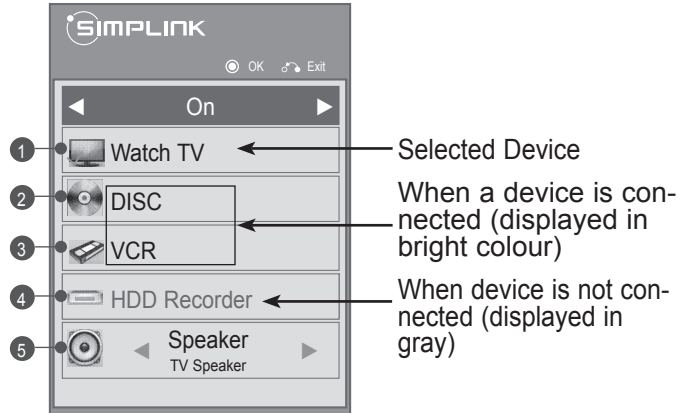 SIMPLINK
OK Exit
On
1 Watch TV
Selected Device
2 DISC
When a device is con-
nected (displayed in
bright colour)
3 VCR
4 HDD Recorder
When device is not con-
nected (displayed in
gray)
5 Speaker
TV Speaker